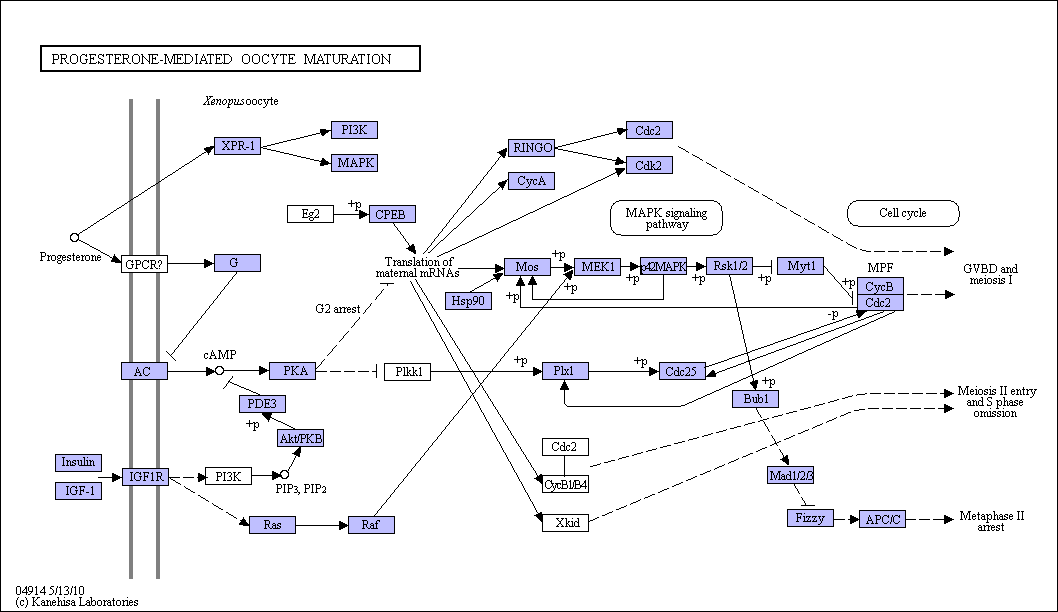 PROGESTERONE-MEDIATED OOCYTE MATURATION
Xenopus oocyte
XPR-1
PI3K
MAPK
RINGO
CycA
Cdc2
Cdk2
Eg2
+p
CPEB
MAPK signaling
pathway
Cell cycle
Progesterone
GPCR?
G
Translation of
maternal mRNAs
Mos
+p
MEK1
p42MAPK
Rsk1/2
Myt1
MPF
CycB
Cdc2
GVBD and
meiosis I
Hsp90
+p
+p
+p
+p
+p
-p
G2 arrest
AC
cAMP
PKA
Plkk1
+p
Plx1
+p
Cdc25
PDE3
+p
Akt/PKB
+p
Bub1
Meiosis II entry
and S phase
omission
Insulin
IGF-1
IGF1R
PI3K
PIP3, PIP2
Cdc2
CycB1/B4
Mad1/2/3
Ras
Raf
Xkid
Fizzy
APC/C
Metaphase II
arrest
04914 5/13/10
(c) Kanehisa Laboratories